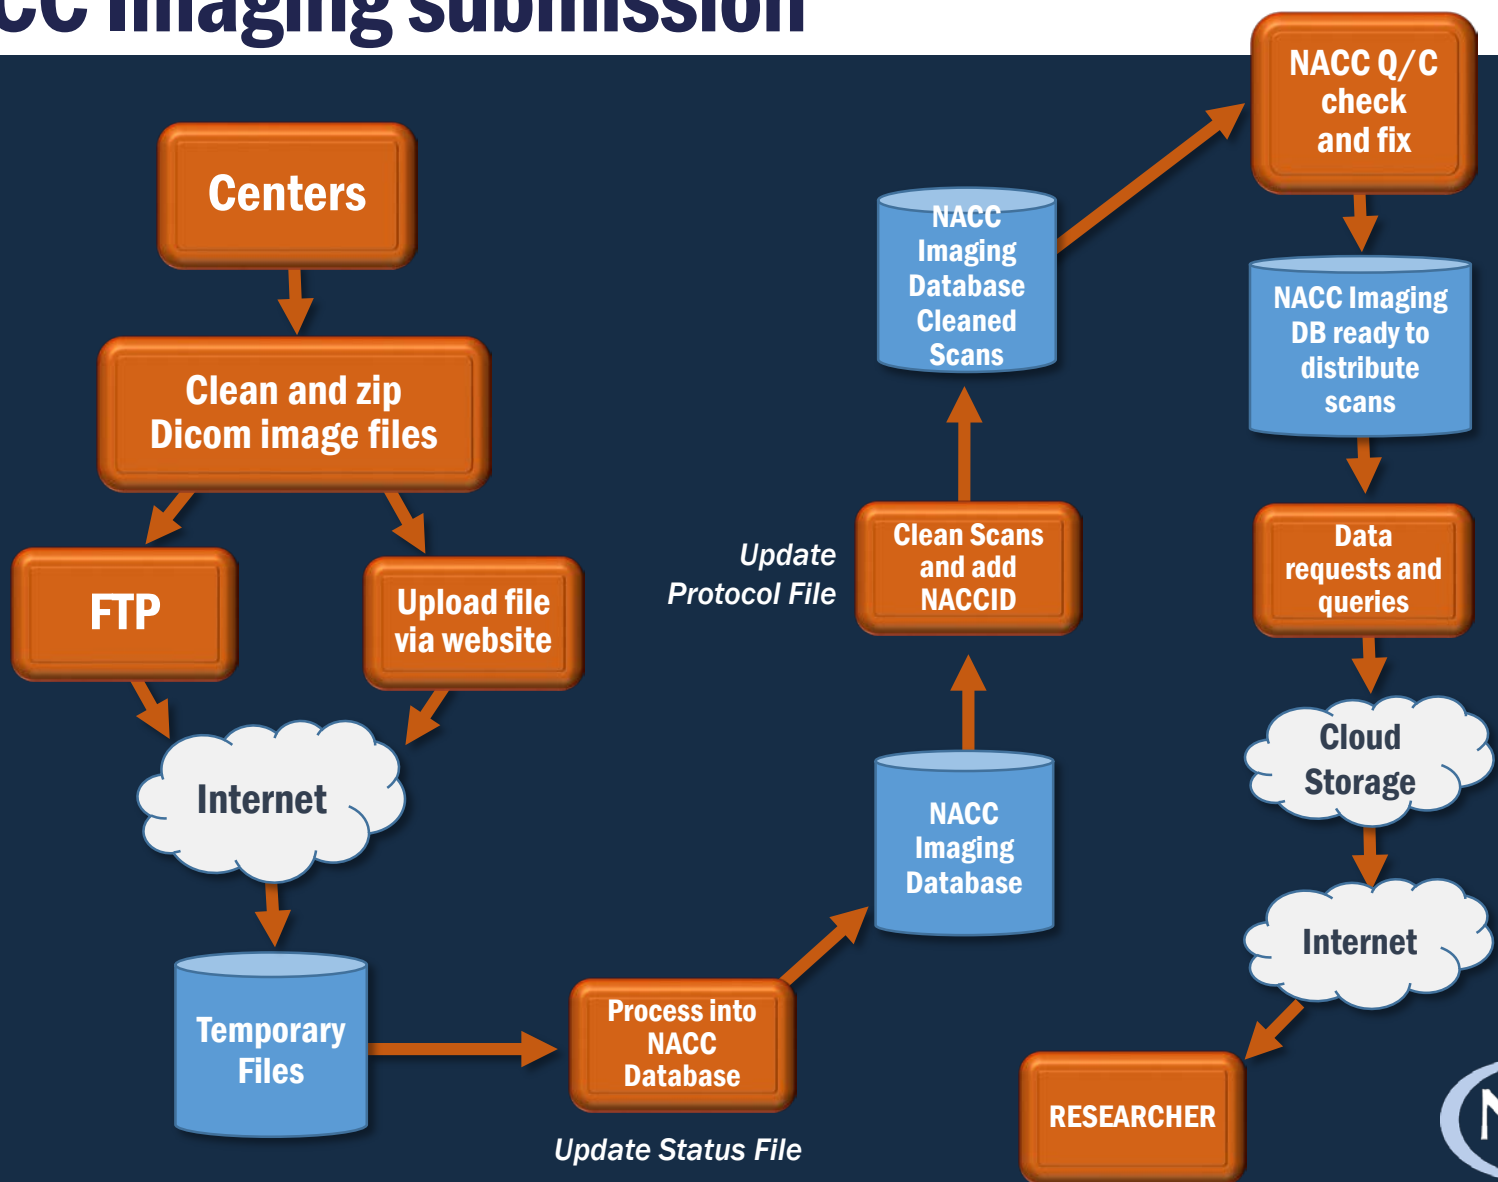 CC Imaging submission
Centers
Clean and zip
Dicom image files
FTP
Upload file
via website
Internet
Temporary
Files
Process into
NACC
Database
Update Status File
NACC
Imaging
Database
Clean Scans
and add
NACCID
Update
Protocol File
NACC
Imaging
Database
Cleaned
Scans
NACC Q/C
check
and fix
NACC Imaging
DB ready to
distribute
scans
Data
requests and
queries
Cloud
Storage
Internet
RESEARCHER
N